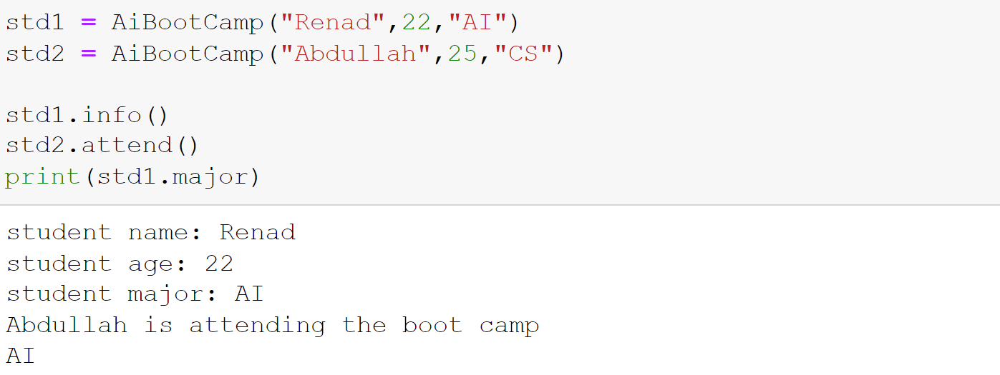 std1 = AiBootCamp("Renad",22,"AI")
std2 = AiBootCamp("Abdullah",25,"CS")
std1.info()
std2.attend()
print(std1.major)
student name: Renad
student age: 22
student major: AI
Abdullah is attending the boot camp
AI